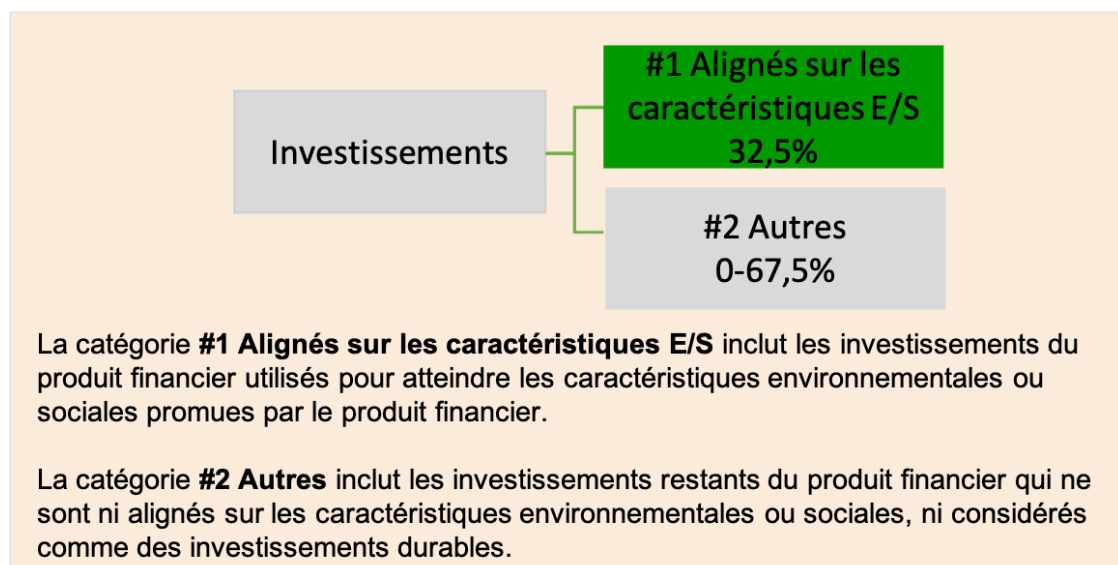 #1 Alignés sur les
caractéristiques E/S
32,5%
Investissements
#2 Autres
0-67,5%
La catégorie #1 Alignés sur les caractéristiques E/S inclut les investissements du
produit financier utilisés pour atteindre les caractéristiques environnementales ou
sociales promues par le produit financier.
La catégorie #2 Autres inclut les investissements restants du produit financier qui ne
sont ni alignés sur les caractéristiques environnementales ou sociales, ni considérés
comme des investissements durables.